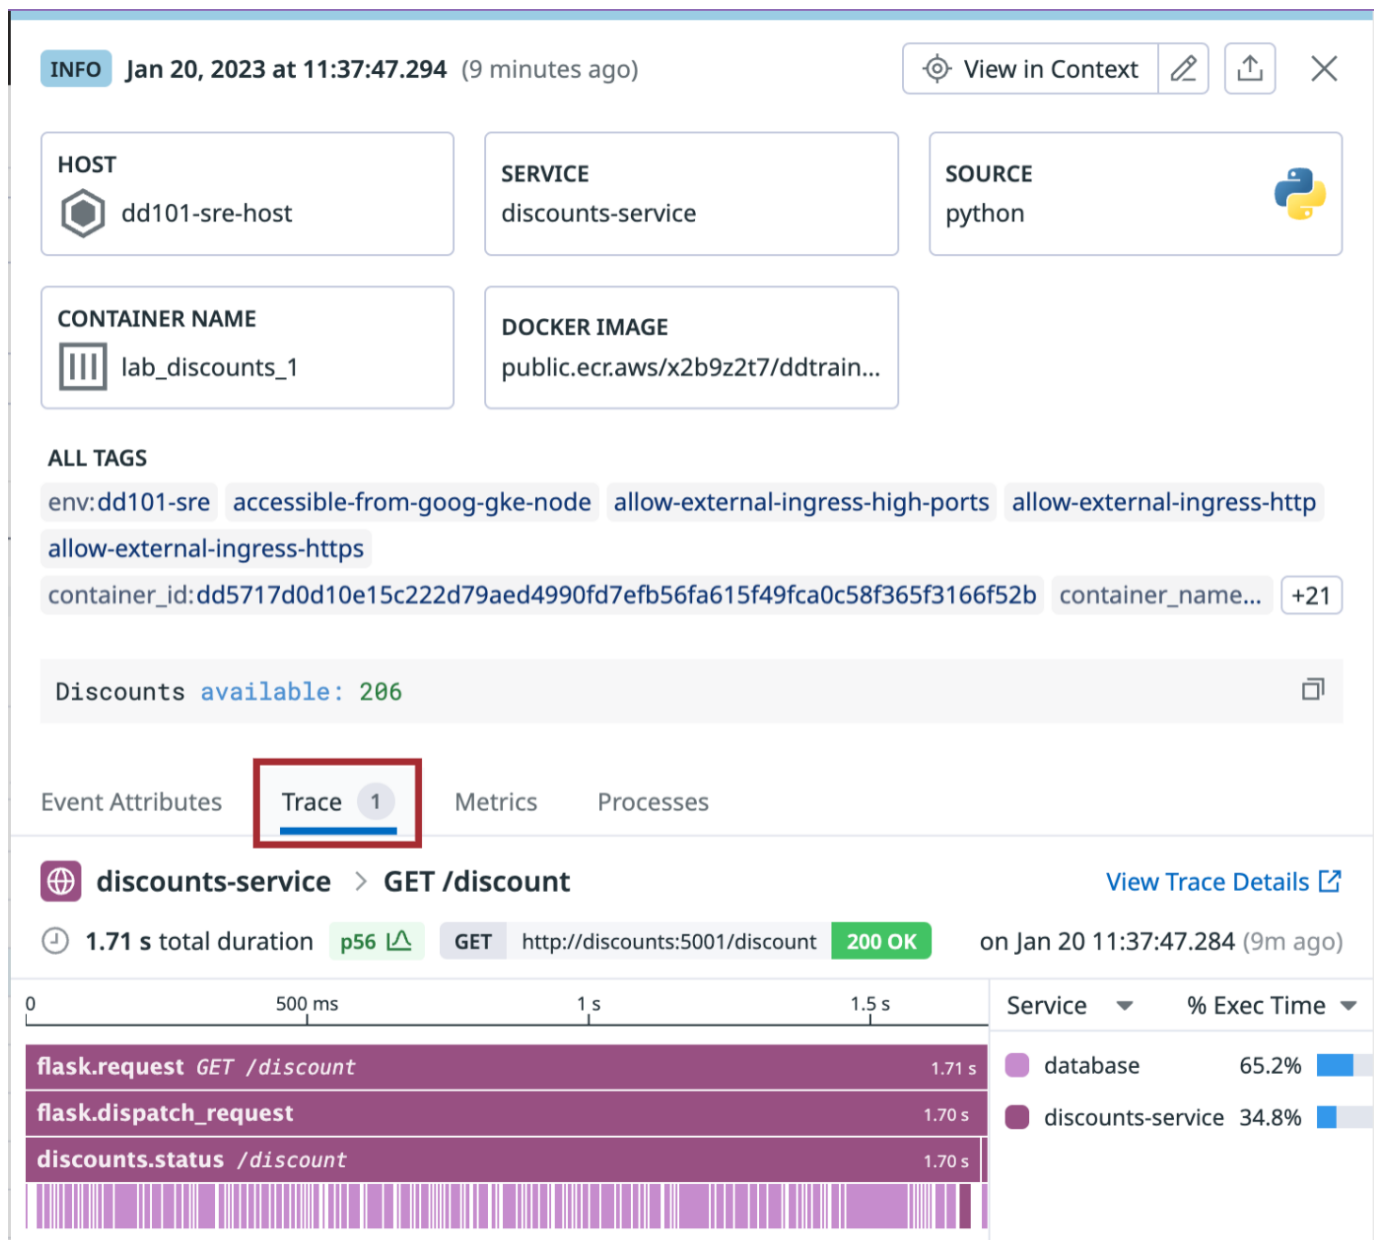 INFO Jan 20, 2023 at 11:37:47.294 (9 minutes ago) View in Context
HOST
dd101-sre-host
SERVICE
discounts-service
SOURCE
python
CONTAINER NAME
lab_discounts_1
DOCKER IMAGE
public.ecr.aws/x2b9z2t7/ddtrain...
ALL TAGS
env:dd101-sre accessible-from-goog-gke-node allow-external-ingress-high-ports allow-external-ingress-http
allow-external-ingress-https
container_id:dd5717d0d10e15c222d79aed4990fd7efb56fa615f49fca0c58f365f3166f52b container_name... +21
Discounts available: 206
Event Attributes Trace 1 Metrics Processes
discounts-service > GET /discount View Trace Details
1.71 s total duration p56 GET http://discounts:5001/discount 200 OK on Jan 20 11:37:47.284 (9m ago)
0 500 ms 1 s 1.5 s
Service % Exec Time
flask.request GET /discount 1.71 s
flask.dispatch_request 1.70 s
discounts.status /discount 1.70 s
database 65.2%
discounts-service 34.8%